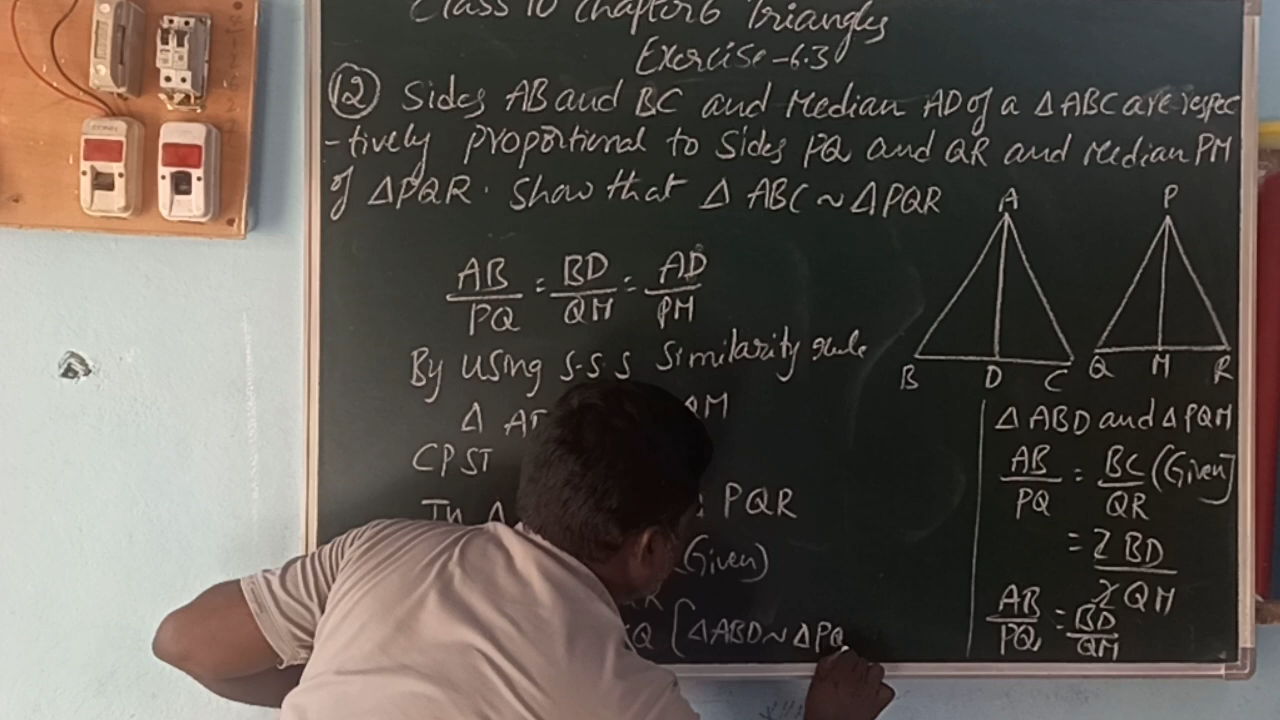 Class 10 Chapter 6 Triangles
Exercise-6.3
12 Sides AB and BC and Median AD of a Δ ABC are respec
-tively proportional to Sides PQ and QR and Median PM
of ΔPQR. Show that Δ ABC ~ ΔPQR
A P
AB/PQ = BD/QM = AD/PM
By using S-S-S Similarity rule
B D C Q M R
Δ AB QM
CPST
In Δ PQR
(Given)
Q [ΔABD ~ ΔPQ
Δ ABD and ΔPQM
AB/PQ = BC/QR (Given)
= 2 BD/2 QM
AB/PQ = BD/QM